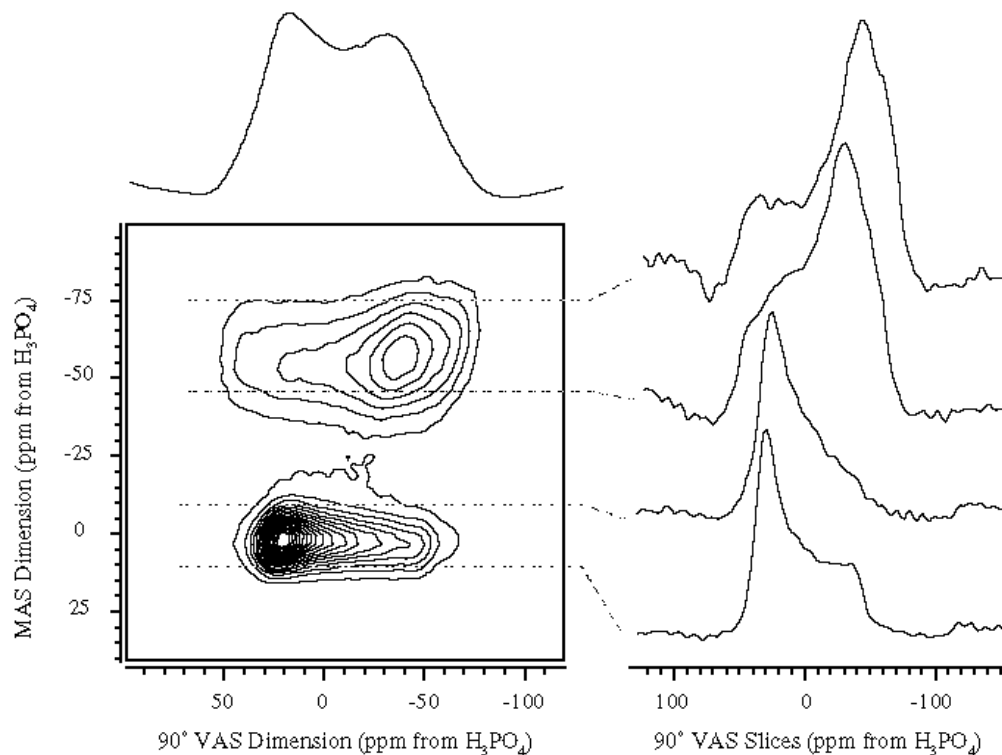 MAS Dimension (ppm from H₃PO₄)
-75
-50
-25
0
25
50 0 -50 -100
90° VAS Dimension (ppm from H₃PO₄)
100 0 -100
90° VAS Slices (ppm from H₃PO₄)